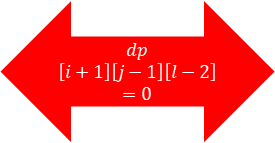 dp
[i + 1][j − 1][l − 2]
= 0